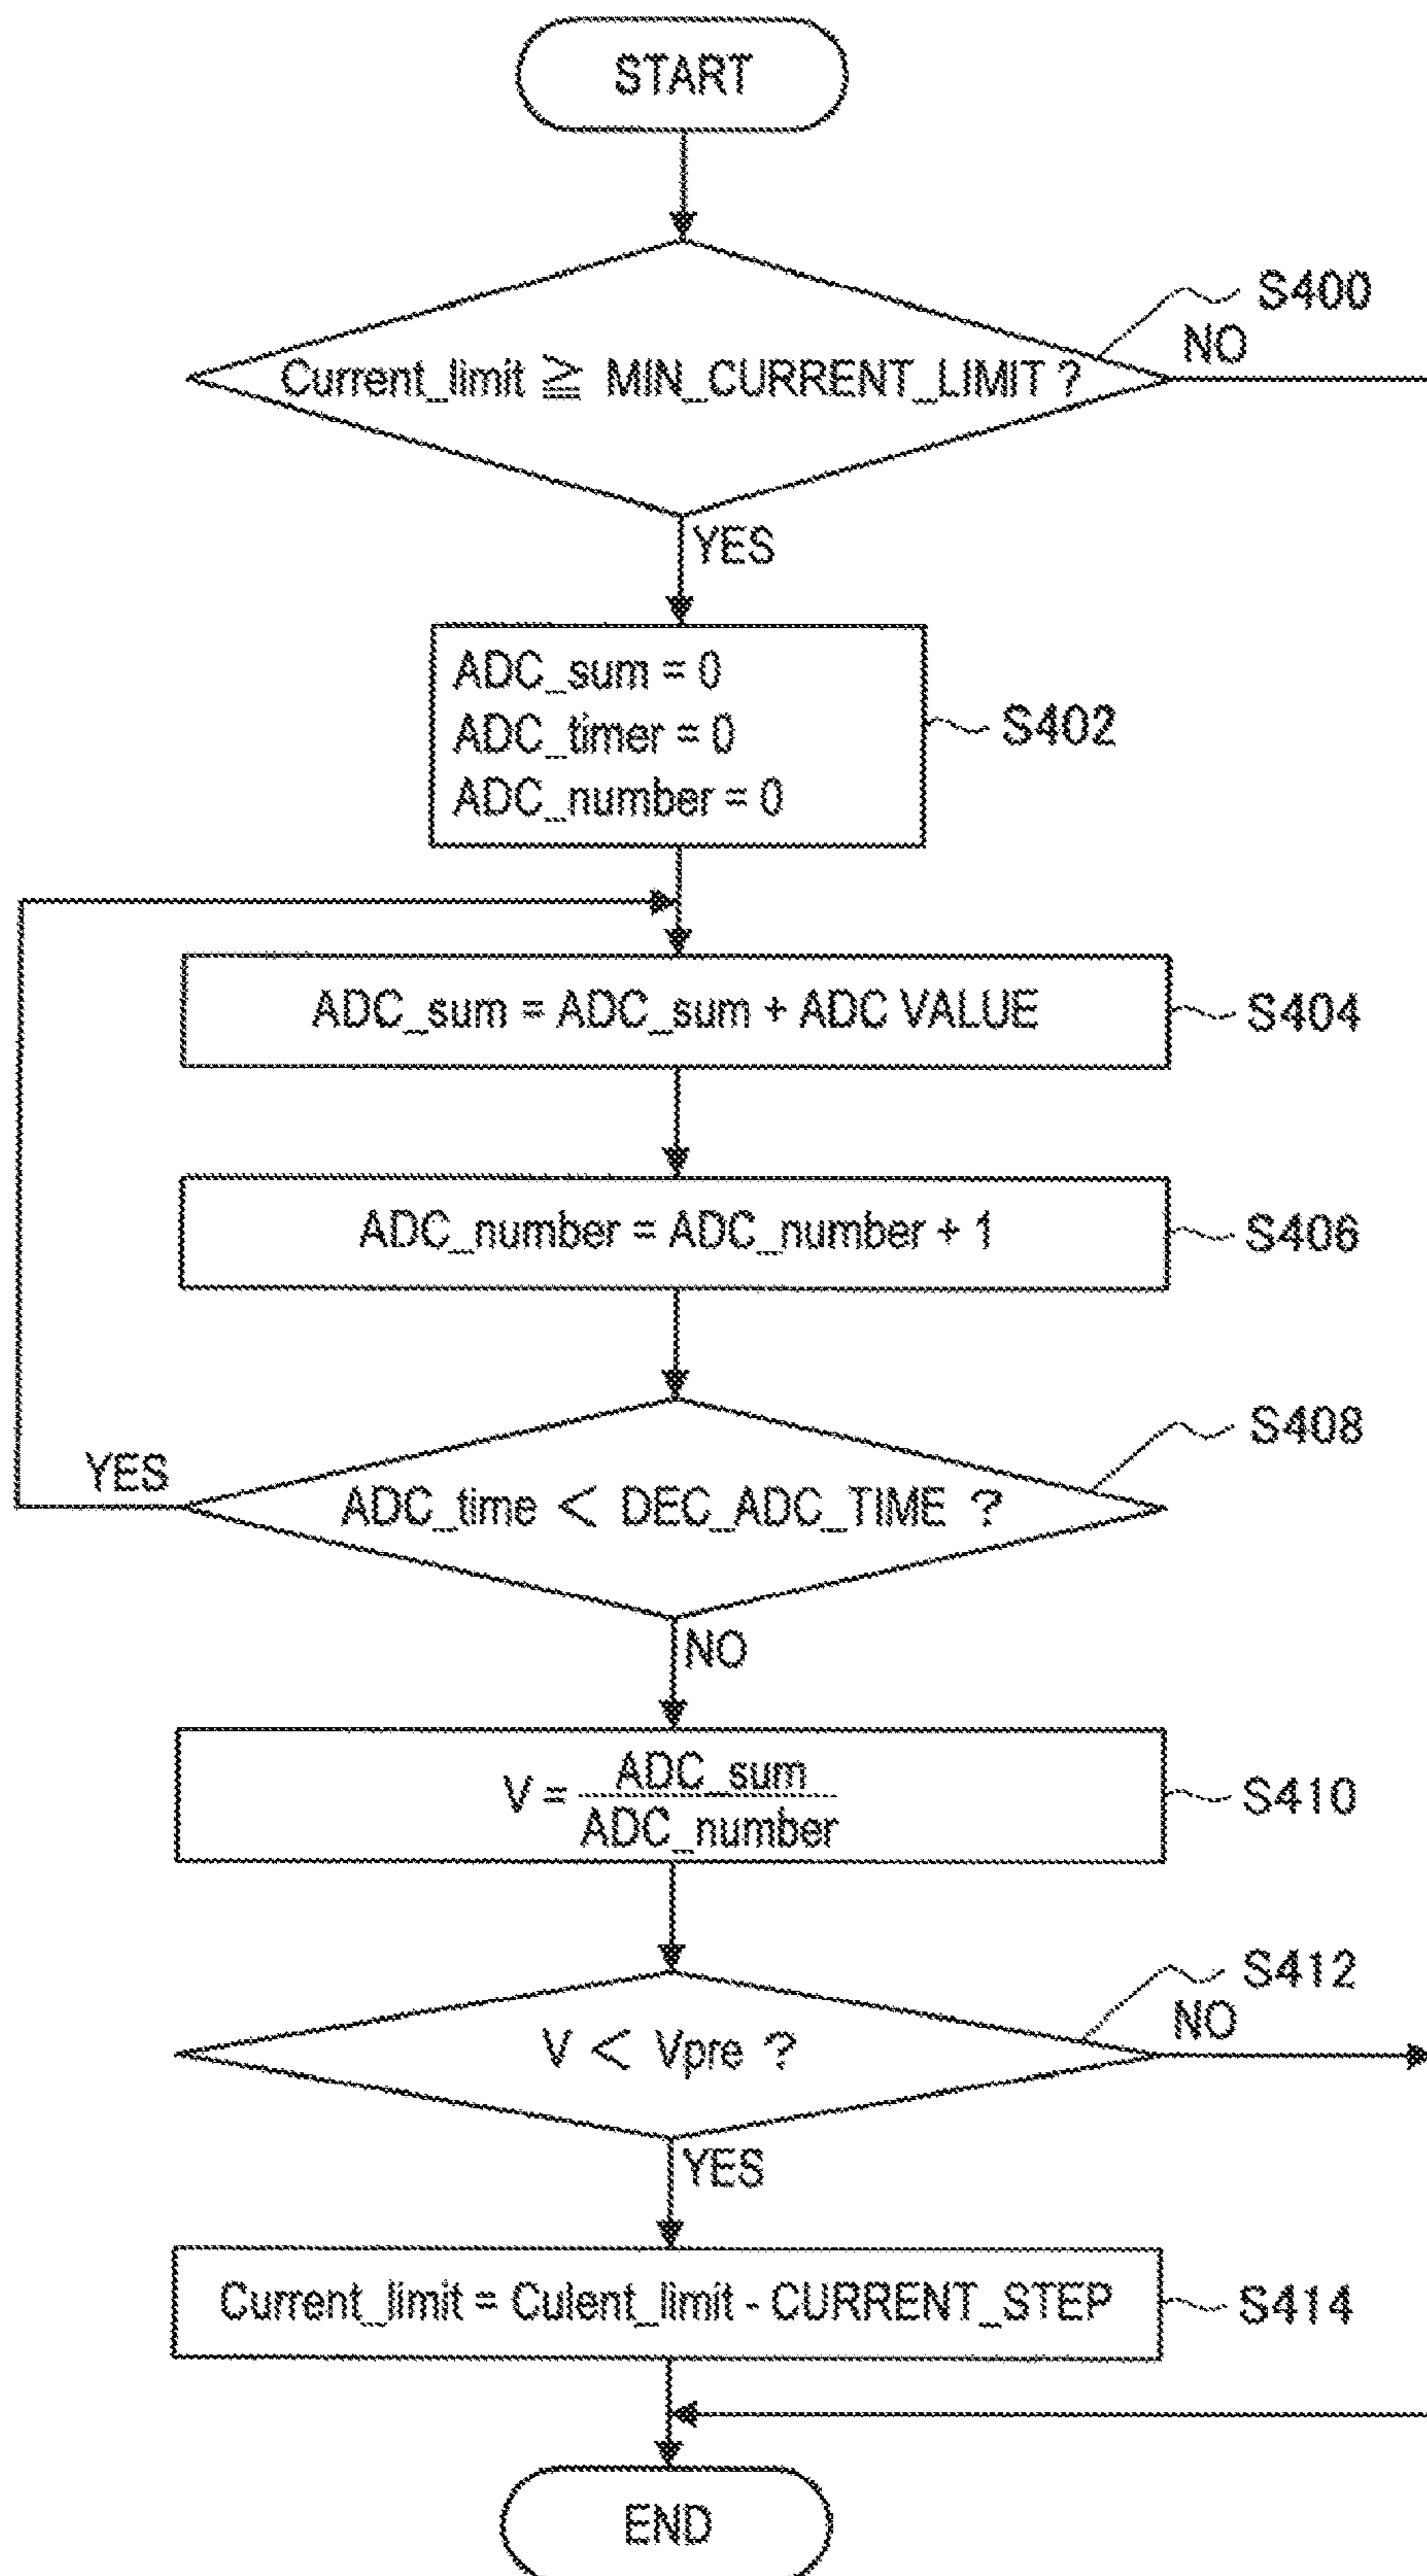 START
S400
NO
Current_limit ≧ MIN_CURRENT_LIMIT ?
YES
ADC_sum = 0
ADC_timer = 0
ADC_number = 0
S402
ADC_sum = ADC_sum + ADC VALUE
S404
ADC_number = ADC_number + 1
S406
S408
YES
ADC_time < DEC_ADC_TIME ?
NO
V = ADC_sum
ADC_number
S410
S412
NO
V < Vpre ?
YES
Current_limit = Culent_limit - CURRENT_STEP
S414
END